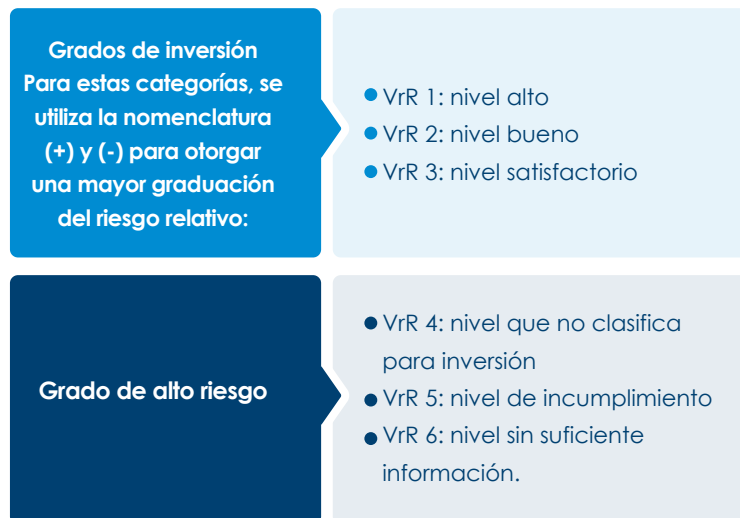 Grados de inversión
Para estas categorías, se
utiliza la nomenclatura
(+) y (-) para otorgar
una mayor graduación
del riesgo relativo:
VrR 1: nivel alto
VrR 2: nivel bueno
VrR 3: nivel satisfactorio
Grado de alto riesgo
VrR 4: nivel que no clasifica
para inversión
VrR 5: nivel de incumplimiento
VrR 6: nivel sin suficiente
información.